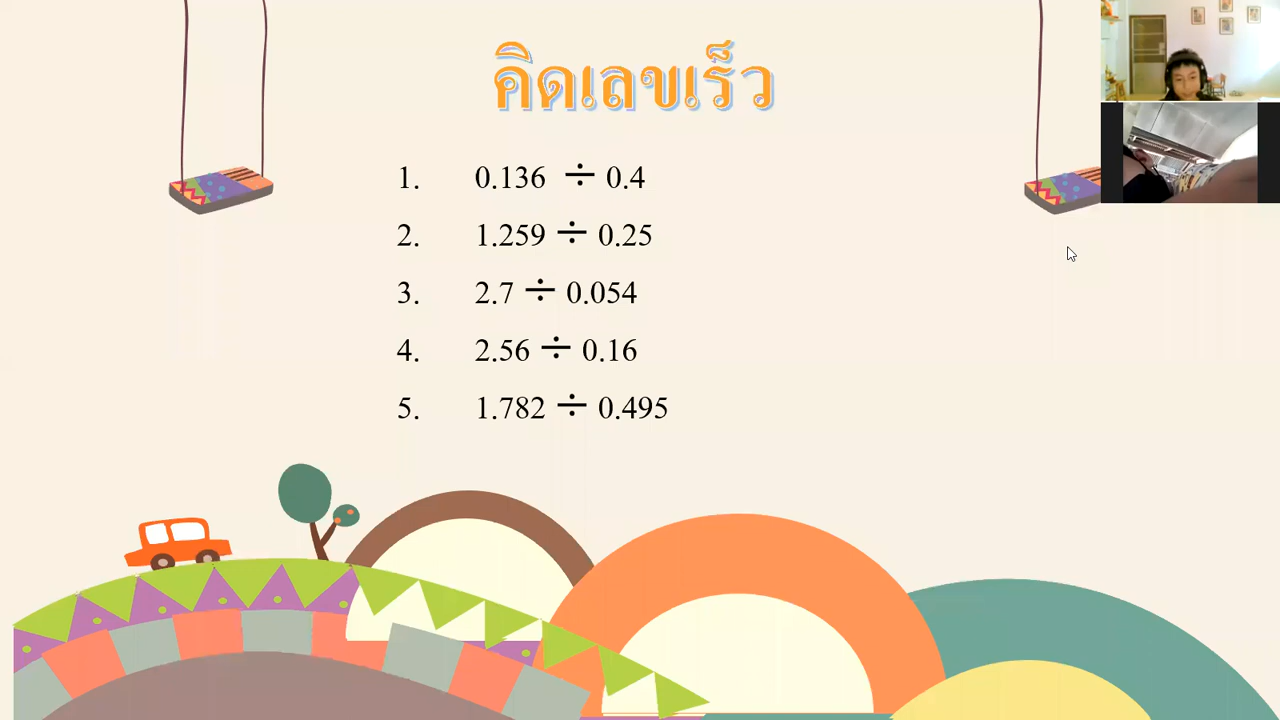 คิดเลขเร็ว
1. 0.136 ÷ 0.4
2. 1.259 ÷ 0.25
3. 2.7 ÷ 0.054
4. 2.56 ÷ 0.16
5. 1.782 ÷ 0.495